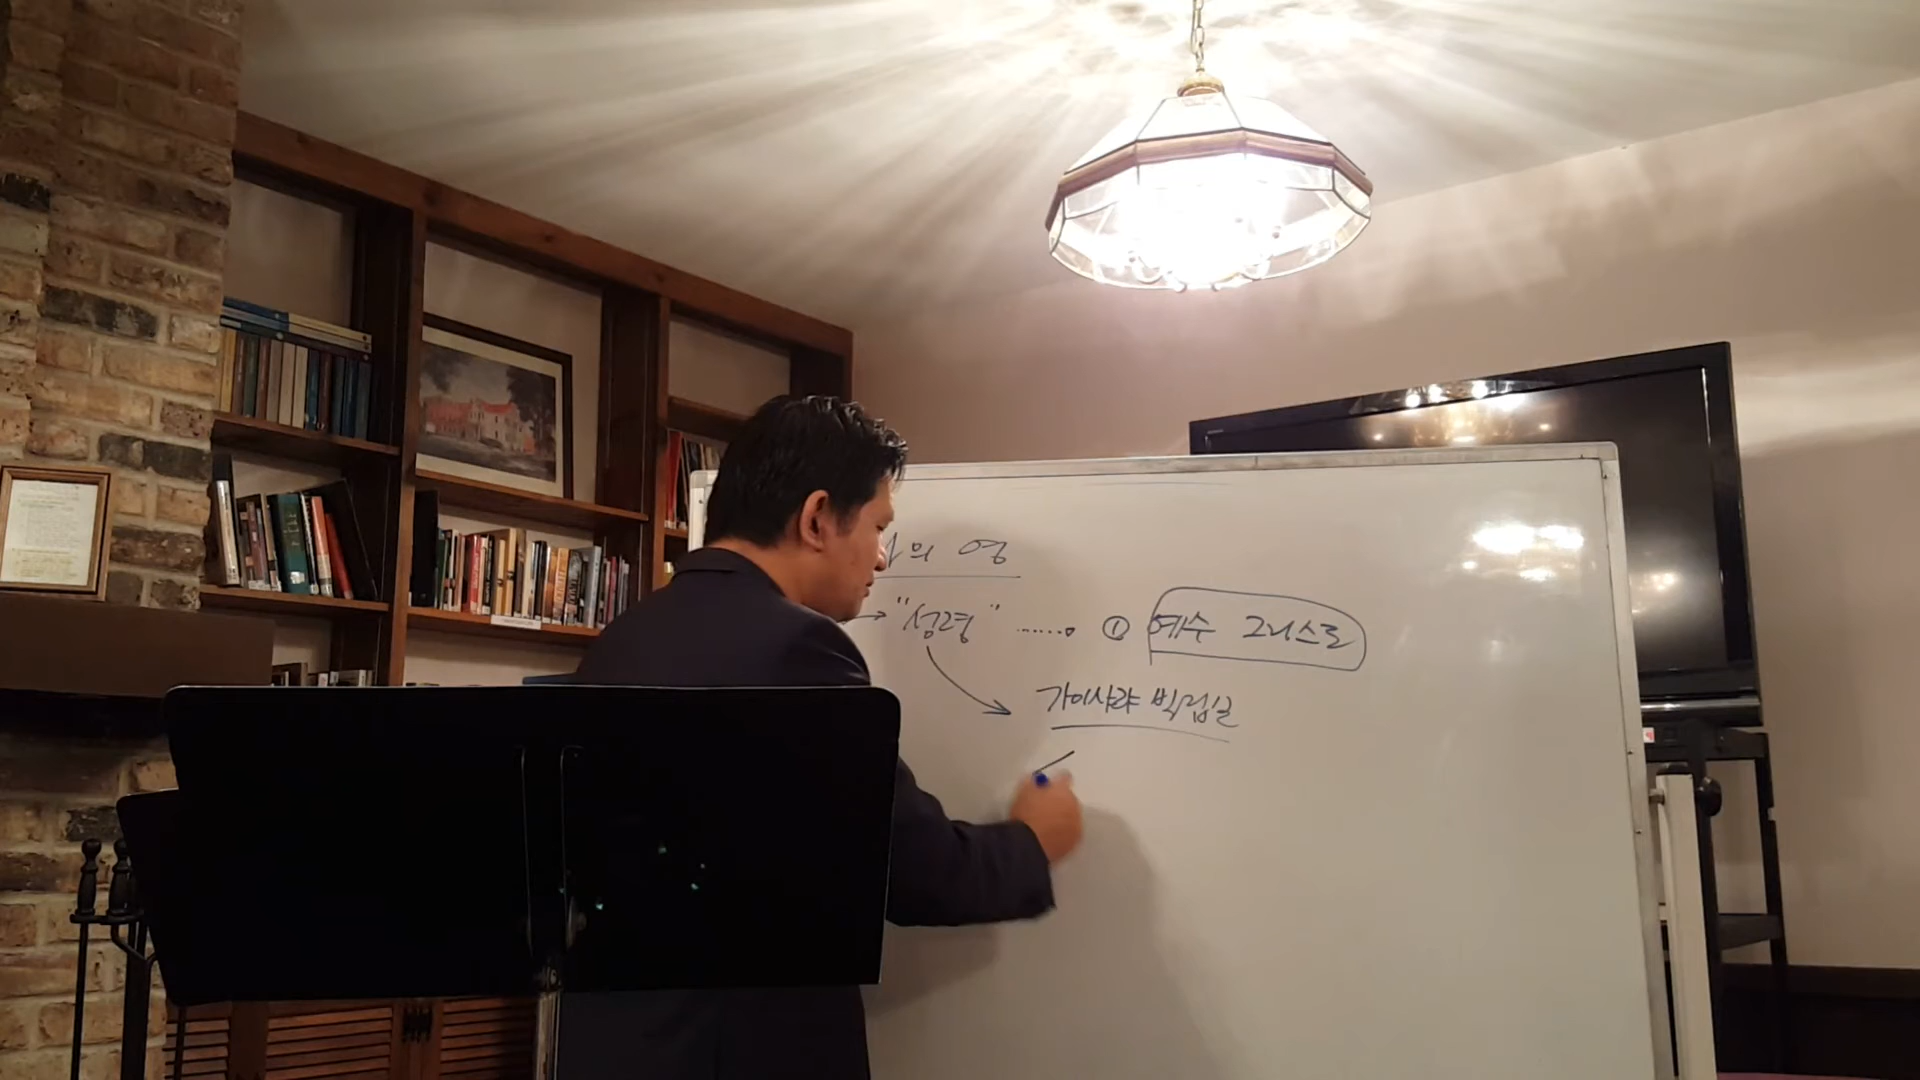 의 영
→ "성령" ......> ① 예수 그리스도
가이사랴 빌립보